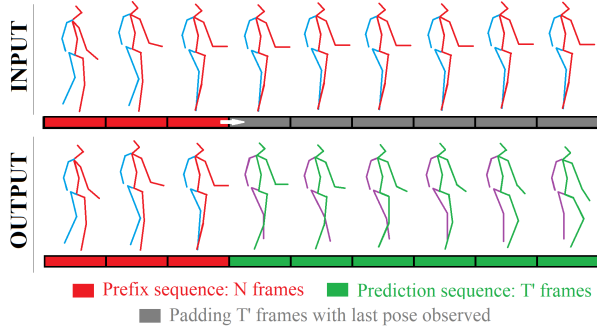 INPUT
OUTPUT
Prefix sequence: N frames
Prediction sequence: T' frames
Padding T' frames with last pose observed